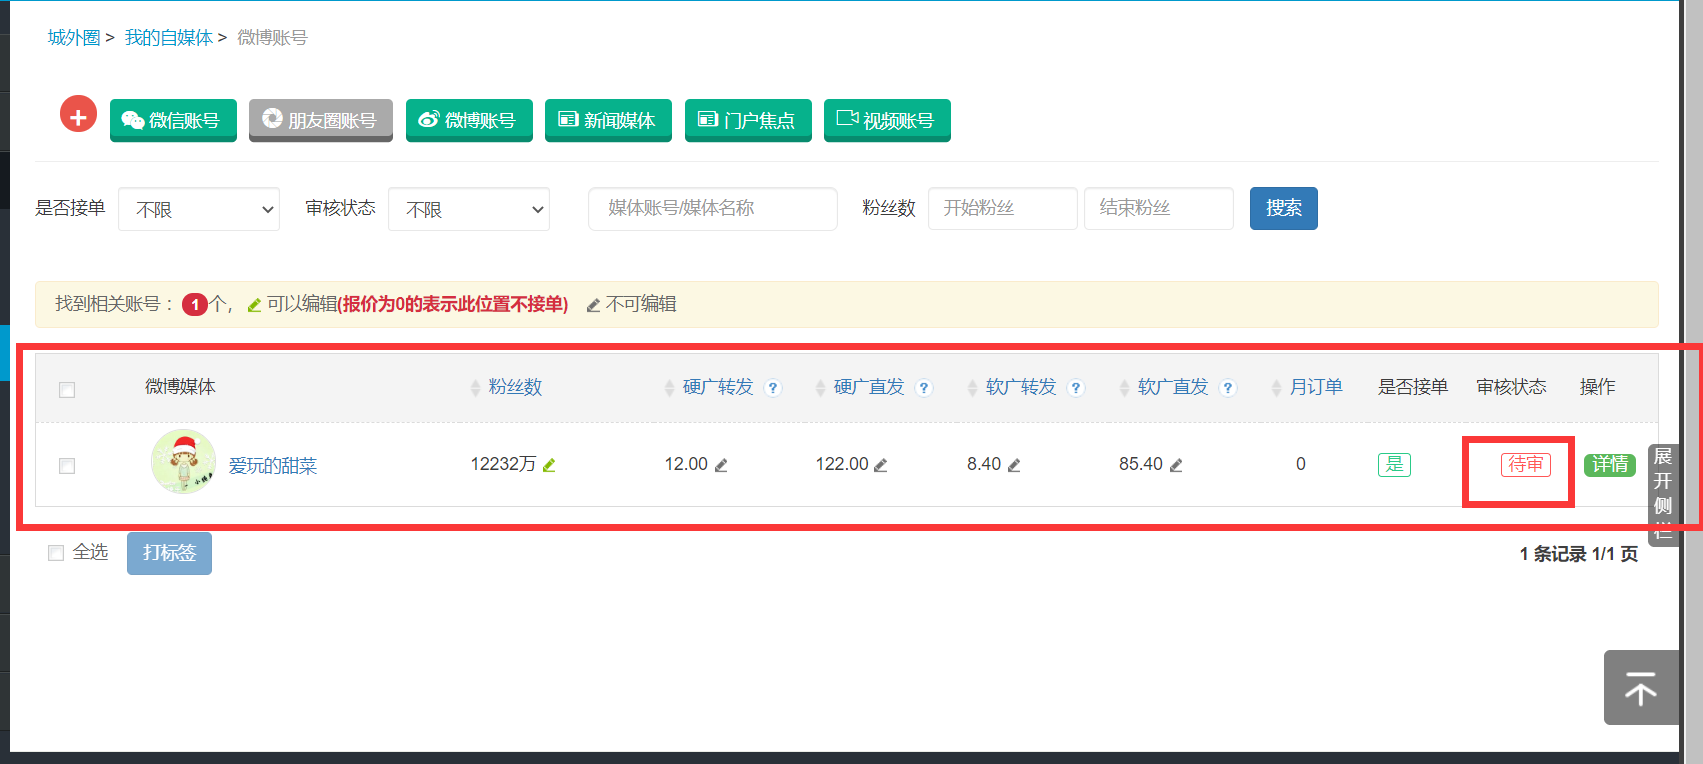 城外圈 > 我的自媒体 > 微博账号
+ 微信账号 朋友圈账号 微博账号 新闻媒体 门户焦点 视频账号
是否接单 不限 审核状态 不限 媒体账号/媒体名称 粉丝数 开始粉丝 结束粉丝 搜索
找到相关账号： 1 个， 可以编辑(报价为0的表示此位置不接单) 不可编辑
微博媒体 粉丝数 硬广转发 ? 硬广直发 ? 软广转发 ? 软广直发 ? 月订单 是否接单 审核状态 操作
爱玩的甜菜 12232万 12.00 122.00 8.40 85.40 0 是 待审 详情
展开侧栏
全选 打标签 1 条记录 1/1 页